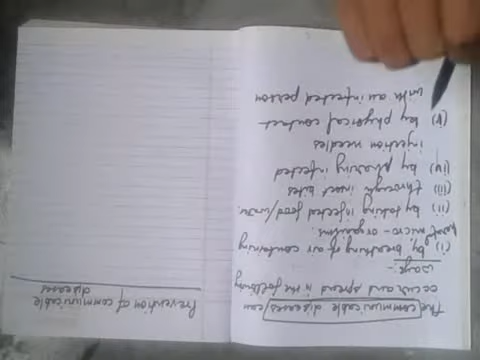 The communicable diseases can
occurs and spread in the following
ways:-
(i) by breathing of air containing
micro-organisms.
(ii) by taking infected food/water.
(iii) through insect bites
(iv) by sharing infected
injection needles
(v) by physical contact
with an infected person
Prevention of communicable
diseases